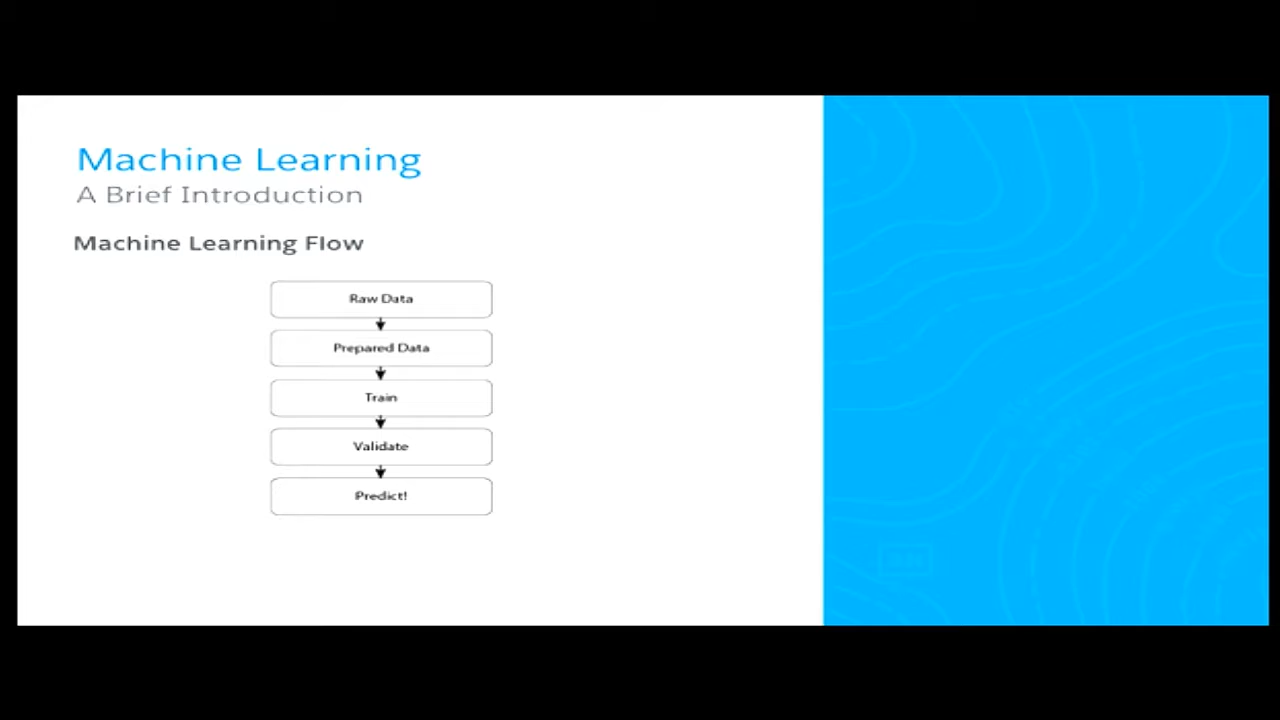 Machine Learning
A Brief Introduction
Machine Learning Flow
Raw Data
Prepared Data
Train
Validate
Predict!